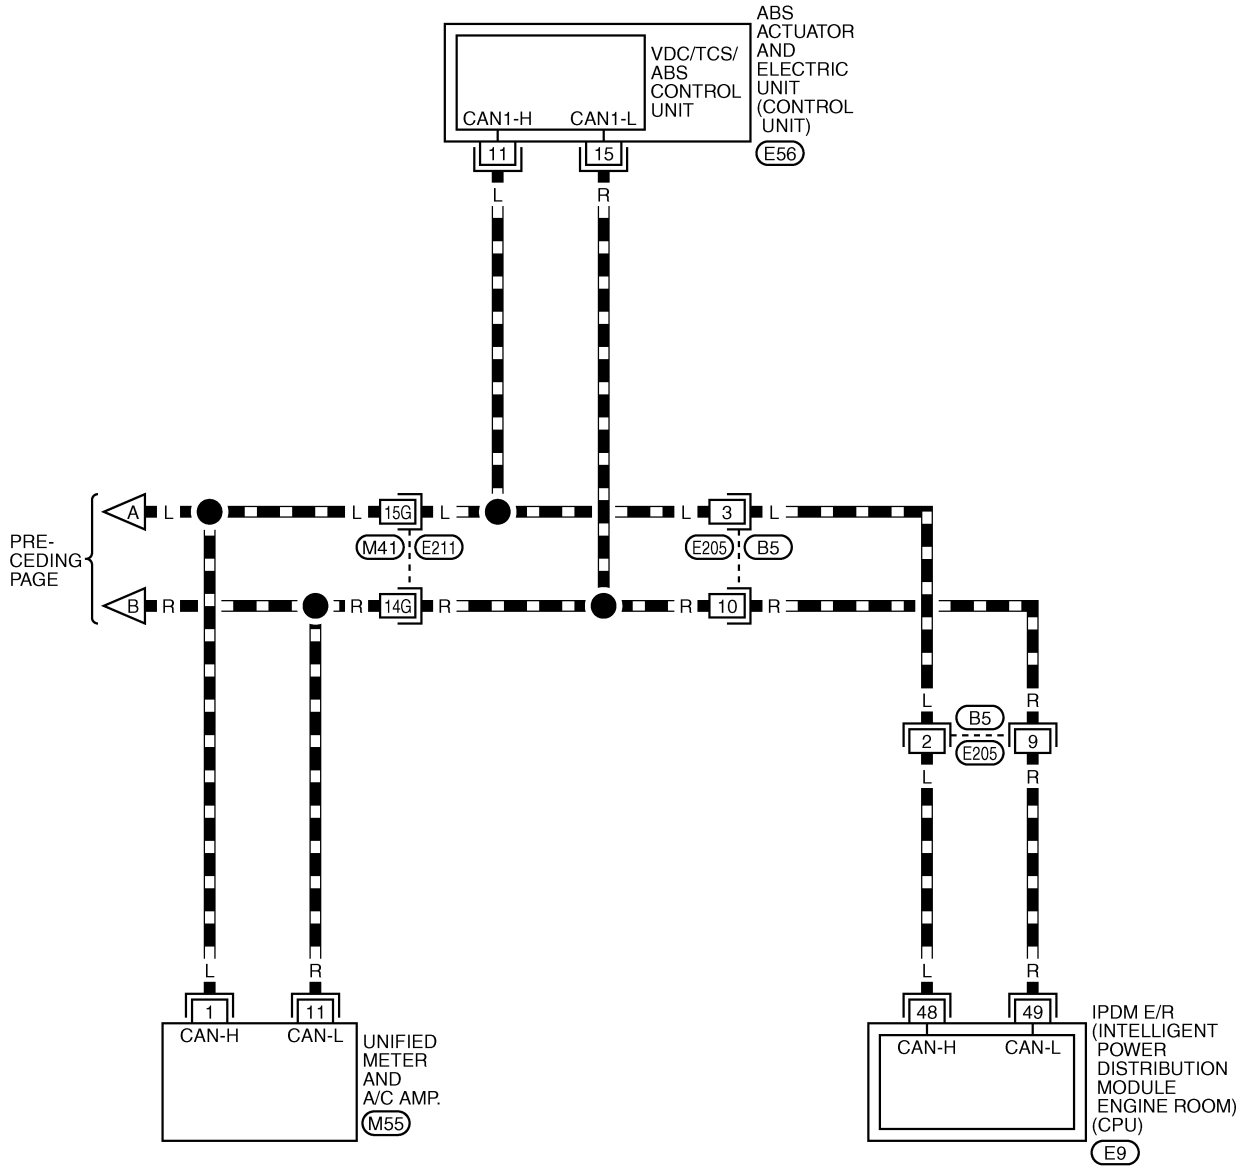 ABS
ACTUATOR
AND
ELECTRIC
UNIT
(CONTROL
UNIT)
E56
VDC/TCS/
ABS
CONTROL
UNIT
CAN1-H CAN1-L
11 15
L R
PRE-
CEDING
PAGE
A L L 15G L L 3 L
M41 E211 E205 B5
B R R 14G R R 10 R
L R
B5
2 9
E205
L R
L R L R
1 11 48 49
CAN-H CAN-L
UNIFIED
METER
AND
A/C AMP.
M55
CAN-H CAN-L
IPDM E/R
(INTELLIGENT
POWER
DISTRIBUTION
MODULE
ENGINE ROOM)
(CPU)
E9